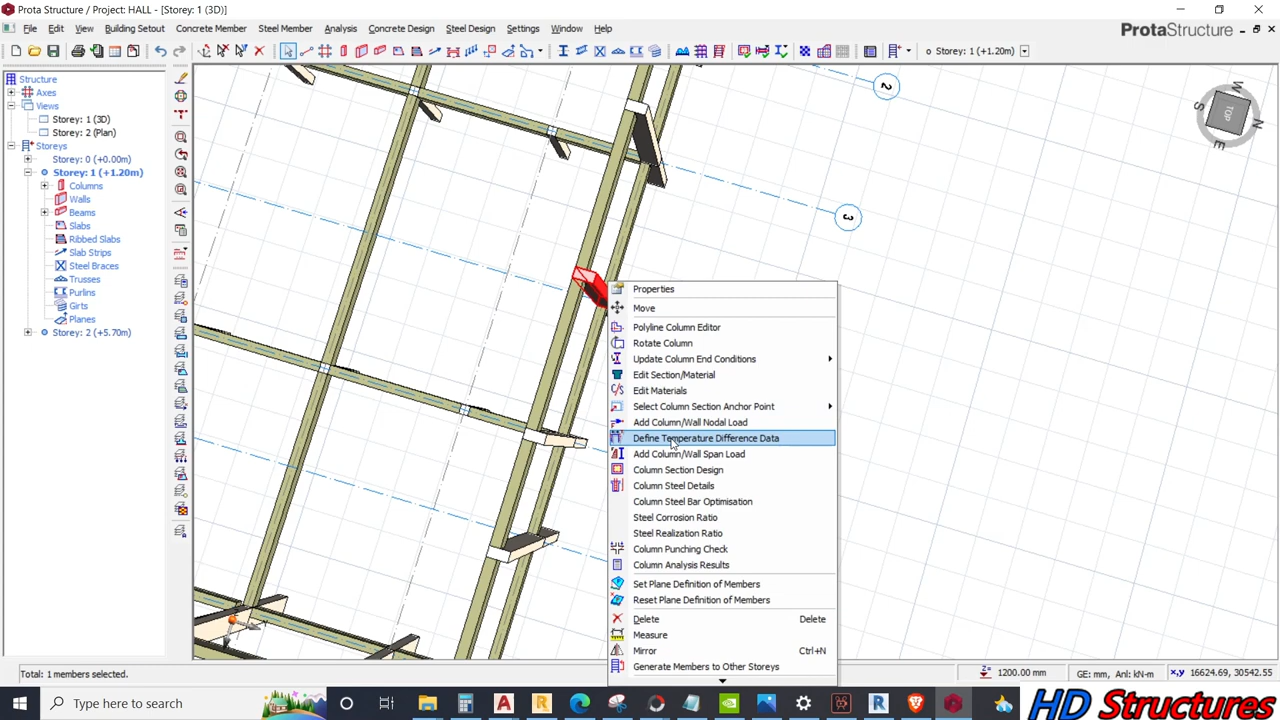 Prota Structure / Project: HALL - [Storey: 1 (3D)]
File Edit View Building Setout Concrete Member Steel Member Analysis Concrete Design Steel Design Settings Window Help
ProtaStructure
Storey: 1 (+1.20m)
Structure
Axes
Views
Storey: 1 (3D)
Storey: 2 (Plan)
Storeys
Storey: 0 (+0.00m)
Storey: 1 (+1.20m)
Columns
Walls
Beams
Slabs
Ribbed Slabs
Slab Strips
Steel Braces
Trusses
Purlins
Girts
Planes
Storey: 2 (+5.70m)
2
3
W
S
N
E
TOP
Properties
Move
Polyline Column Editor
Rotate Column
Update Column End Conditions
Edit Section/Material
Edit Materials
Select Column Section Anchor Point
Add Column/Wall Nodal Load
Define Temperature Difference Data
Add Column/Wall Span Load
Column Section Design
Column Steel Details
Column Steel Bar Optimisation
Steel Corrosion Ratio
Steel Realization Ratio
Column Punching Check
Column Analysis Results
Set Plane Definition of Members
Reset Plane Definition of Members
Delete Delete
Measure
Mirror Ctrl+N
Generate Members to Other Storeys
Total: 1 members selected.
1200.00 mm
GE: mm, Anl: kN-m
x,y 16624.69, 30542.55
Type here to search
HD Structures